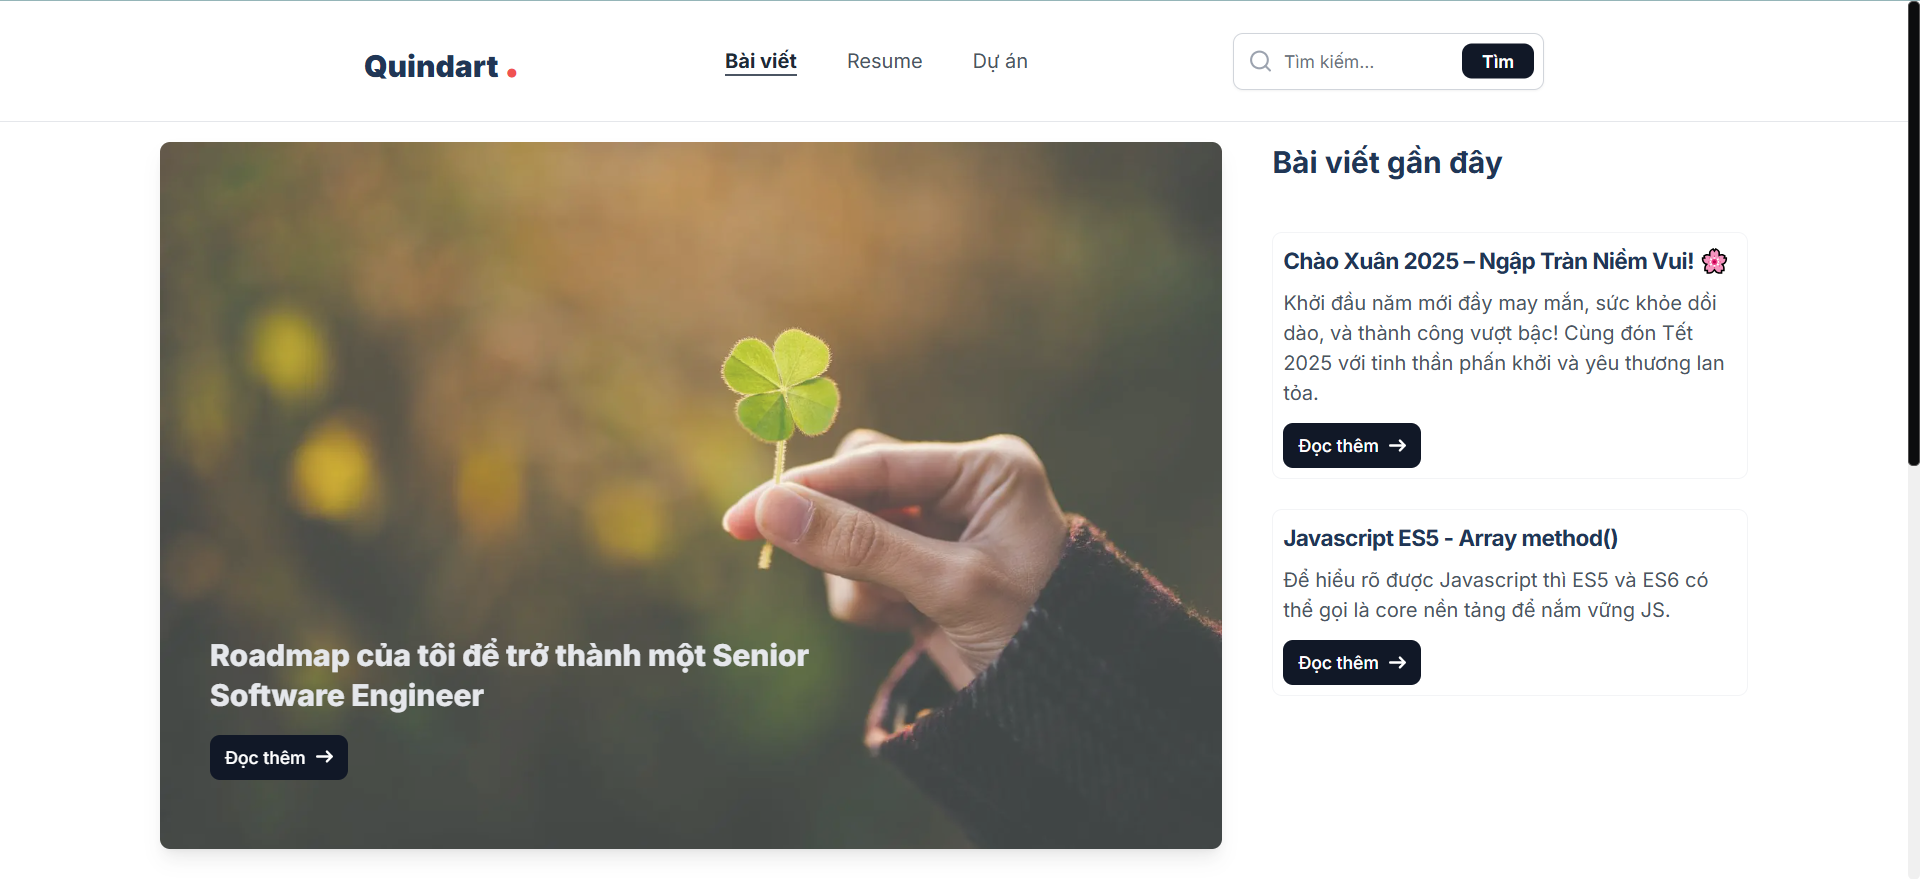 Quindart .
Bài viết
Resume
Dự án
Tìm kiếm...
Tìm
Roadmap của tôi để trở thành một Senior
Software Engineer
Đọc thêm →
Bài viết gần đây
Chào Xuân 2025 – Ngập Tràn Niềm Vui! 🌸
Khởi đầu năm mới đầy may mắn, sức khỏe dồi
dào, và thành công vượt bậc! Cùng đón Tết
2025 với tinh thần phấn khởi và yêu thương lan
tỏa.
Đọc thêm →
Javascript ES5 - Array method()
Để hiểu rõ được Javascript thì ES5 và ES6 có
thể gọi là core nền tảng để nắm vững JS.
Đọc thêm →